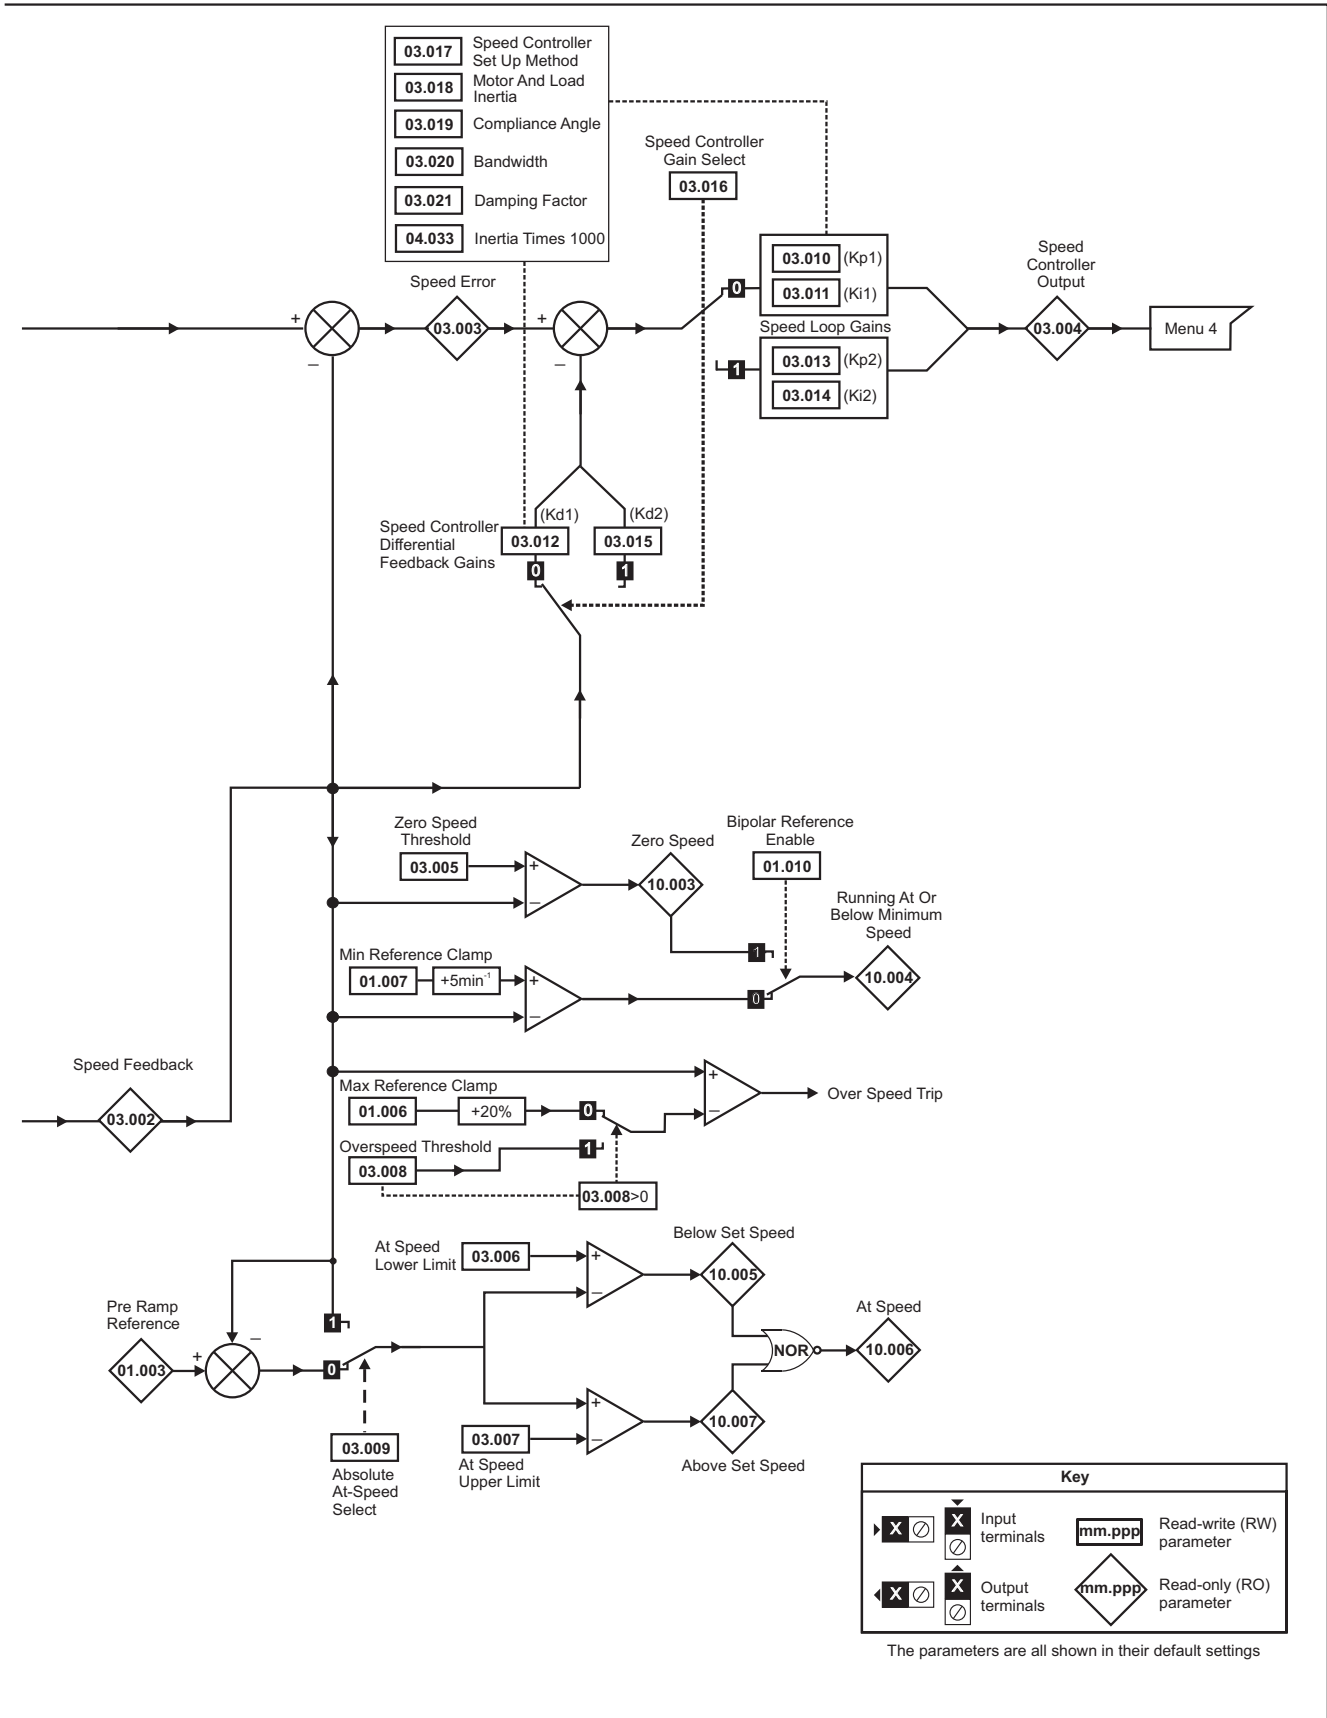 03.017
Speed Controller
Set Up Method
03.018
Motor And Load
Inertia
03.019
Compliance Angle
03.020
Bandwidth
03.021
Damping Factor
04.033
Inertia Times 1000
Speed Controller
Gain Select
03.016
Speed Error
+
03.003
–
+
–
0
03.010
(Kp1)
03.011
(Ki1)
Speed Loop Gains
1
03.013
(Kp2)
03.014
(Ki2)
Speed
Controller
Output
03.004
Menu 4
Speed Controller
Differential
Feedback Gains
(Kd1)
03.012
0
(Kd2)
03.015
1
Zero Speed
Threshold
03.005
+
–
Zero Speed
10.003
Bipolar Reference
Enable
01.010
Running At Or
Below Minimum
Speed
1
10.004
Min Reference Clamp
01.007
+5min-1
+
–
0
Speed Feedback
03.002
Max Reference Clamp
01.006
+20%
0
+
–
Over Speed Trip
Overspeed Threshold
03.008
1
03.008>0
At Speed
Lower Limit
03.006
+
–
Below Set Speed
10.005
Pre Ramp
Reference
01.003
+
–
1
0
NOR
At Speed
10.006
03.009
Absolute
At-Speed
Select
03.007
At Speed
Upper Limit
+
–
10.007
Above Set Speed
Key
X
X
Input
terminals
mm.ppp
Read-write (RW)
parameter
X
X
Output
terminals
mm.ppp
Read-only (RO)
parameter
The parameters are all shown in their default settings